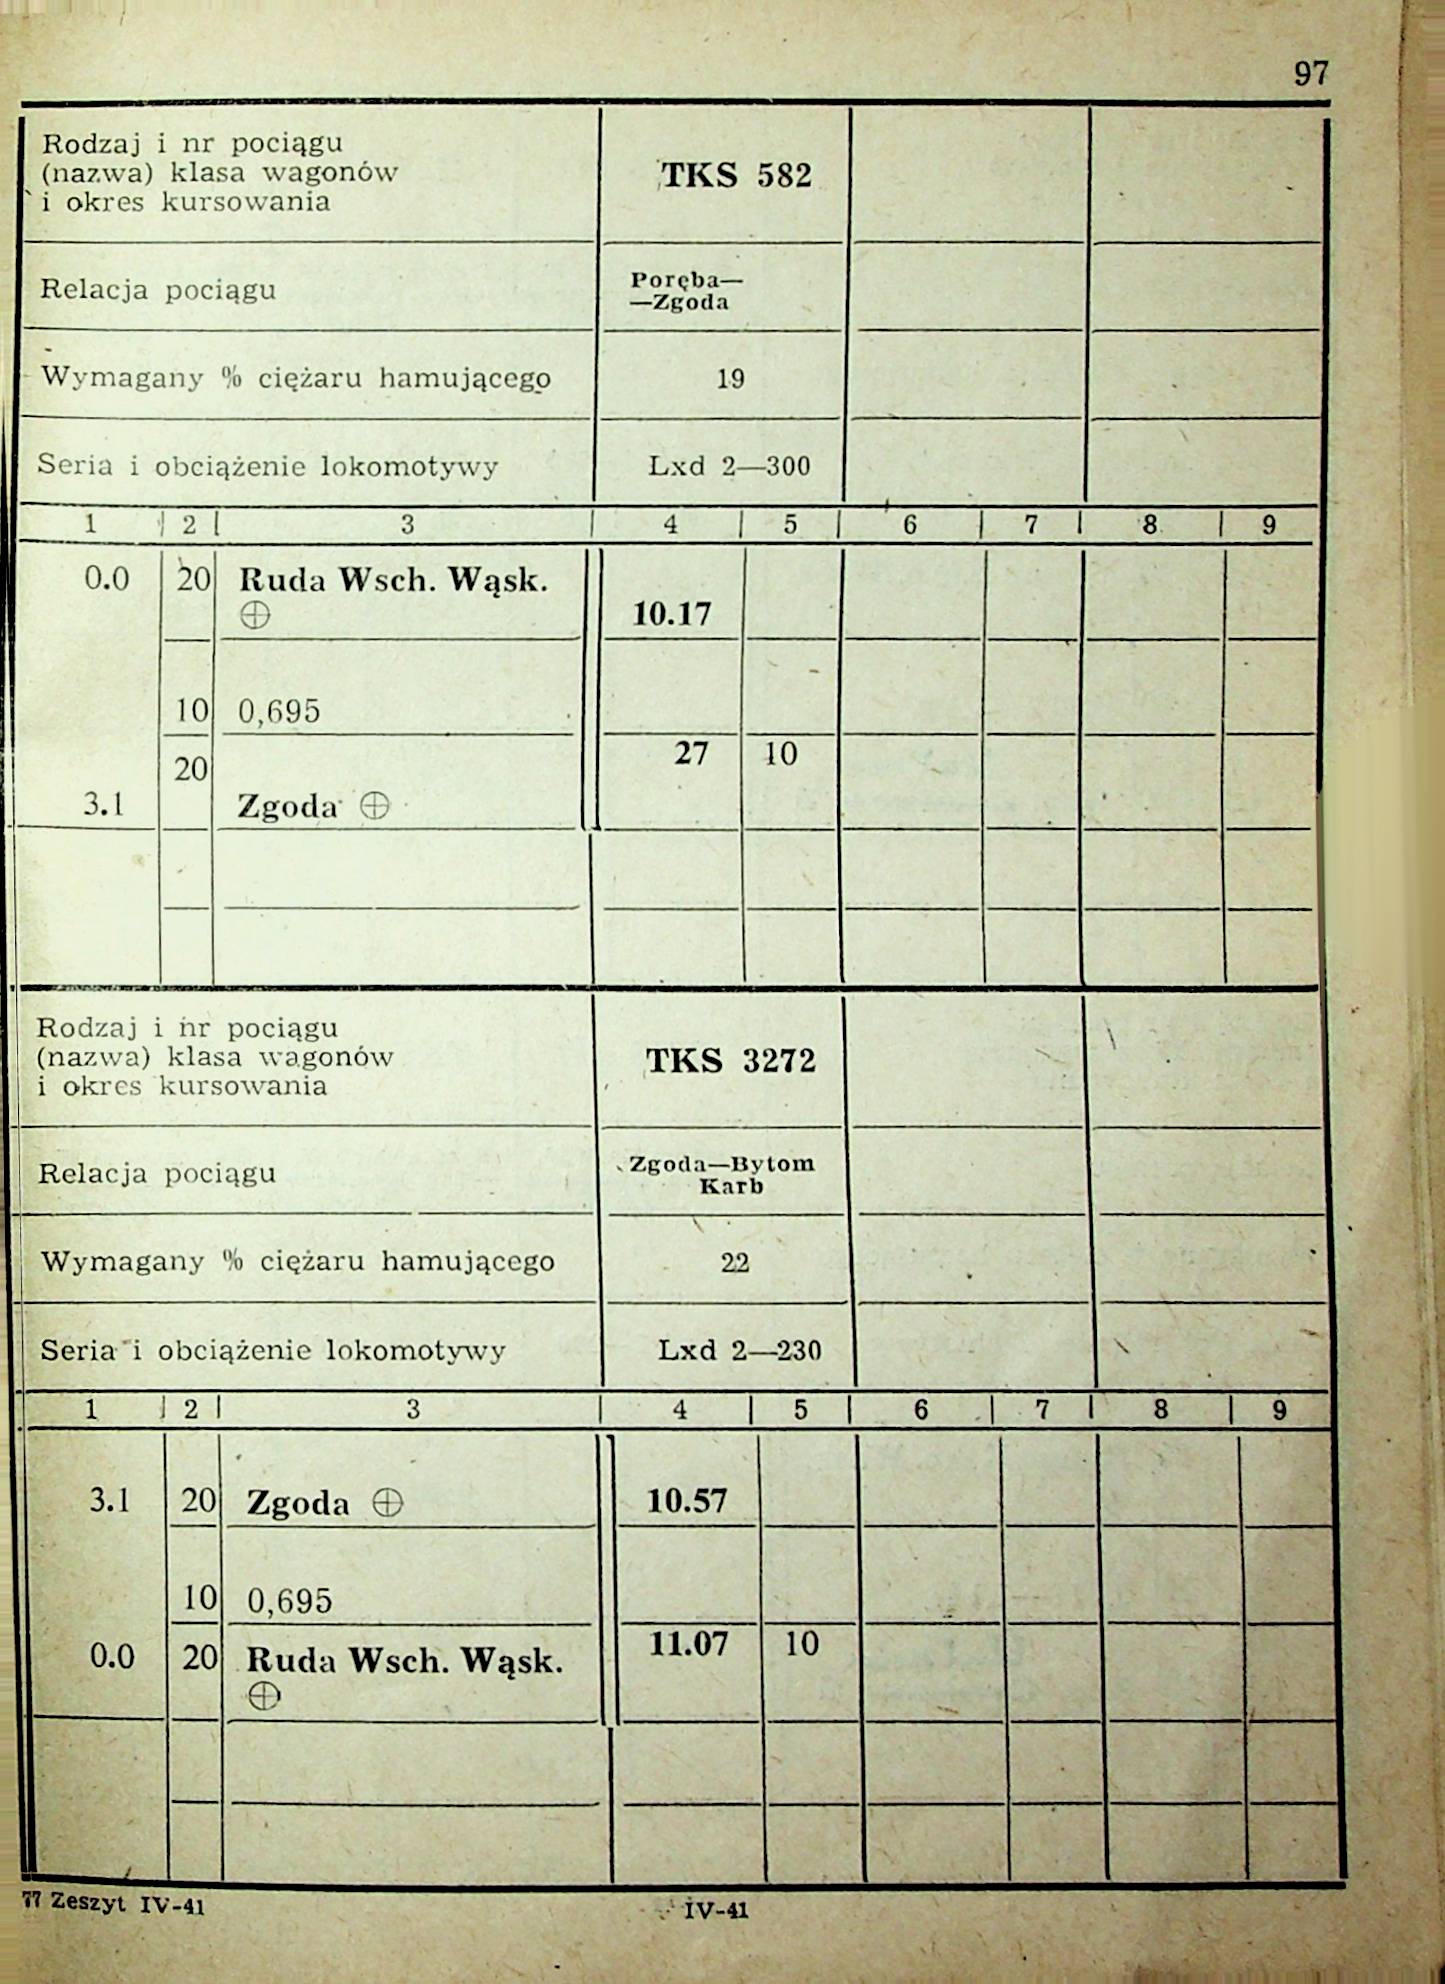 97
Rodzaj i nr pociągu
(nazwa) klasa wagonów
i okres kursowania
TKS 582
Relacja pociągu
Poręba—
—Zgoda
Wymagany % ciężaru hamującego
19
Seria i obciążenie lokomotywy
Lxd 2—300
1 2 3 4 5 6 7 8 9
0.0 20 Ruda Wsch. Wąsk.
⊕ 10.17
10 0,695
20 27 10
3.1 Zgoda ⊕
Rodzaj i nr pociągu
(nazwa) klasa wagonów
i okres kursowania
TKS 3272
Relacja pociągu
Zgoda—Bytom
Karb
Wymagany % ciężaru hamującego
22
Seria i obciążenie lokomotywy
Lxd 2—230
1 2 3 4 5 6 7 8 9
3.1 20 Zgoda ⊕ 10.57
10 0,695
0.0 20 Ruda Wsch. Wąsk. 11.07 10
⊕
77 Zeszyt IV-41
IV-41